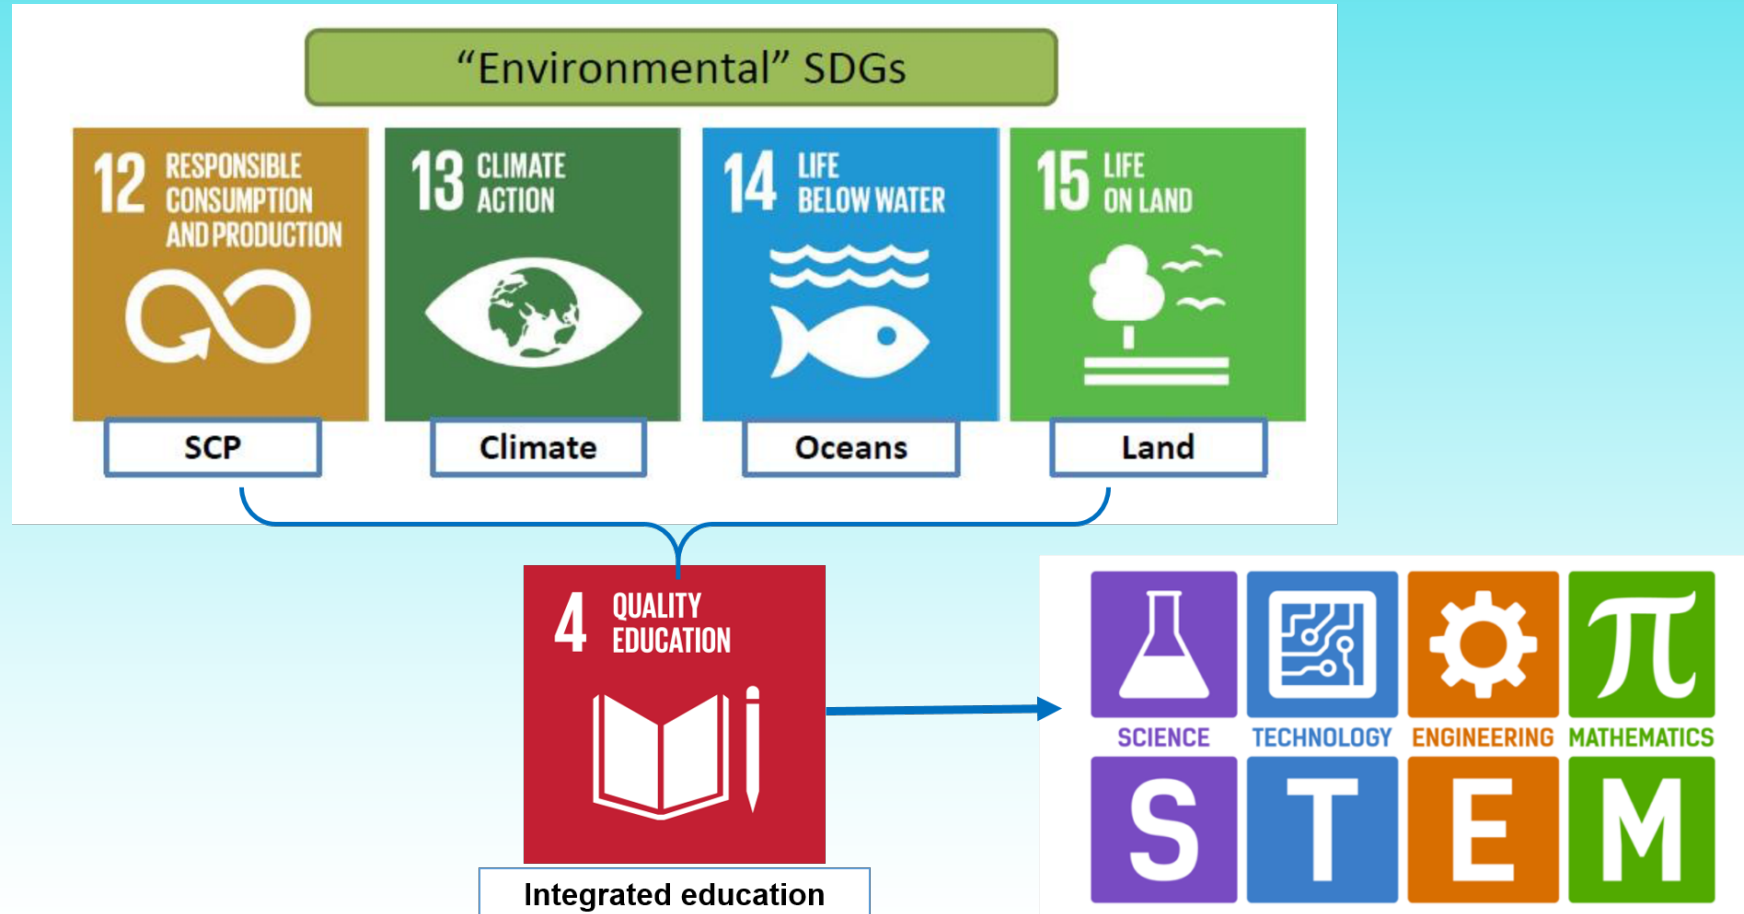 “Environmental” SDGs
12 RESPONSIBLE
CONSUMPTION
AND PRODUCTION
13 CLIMATE
ACTION
14 LIFE
BELOW WATER
15 LIFE
ON LAND
SCP
Climate
Oceans
Land
4 QUALITY
EDUCATION
Integrated education
π
SCIENCE
TECHNOLOGY
ENGINEERING
MATHEMATICS
S T E M